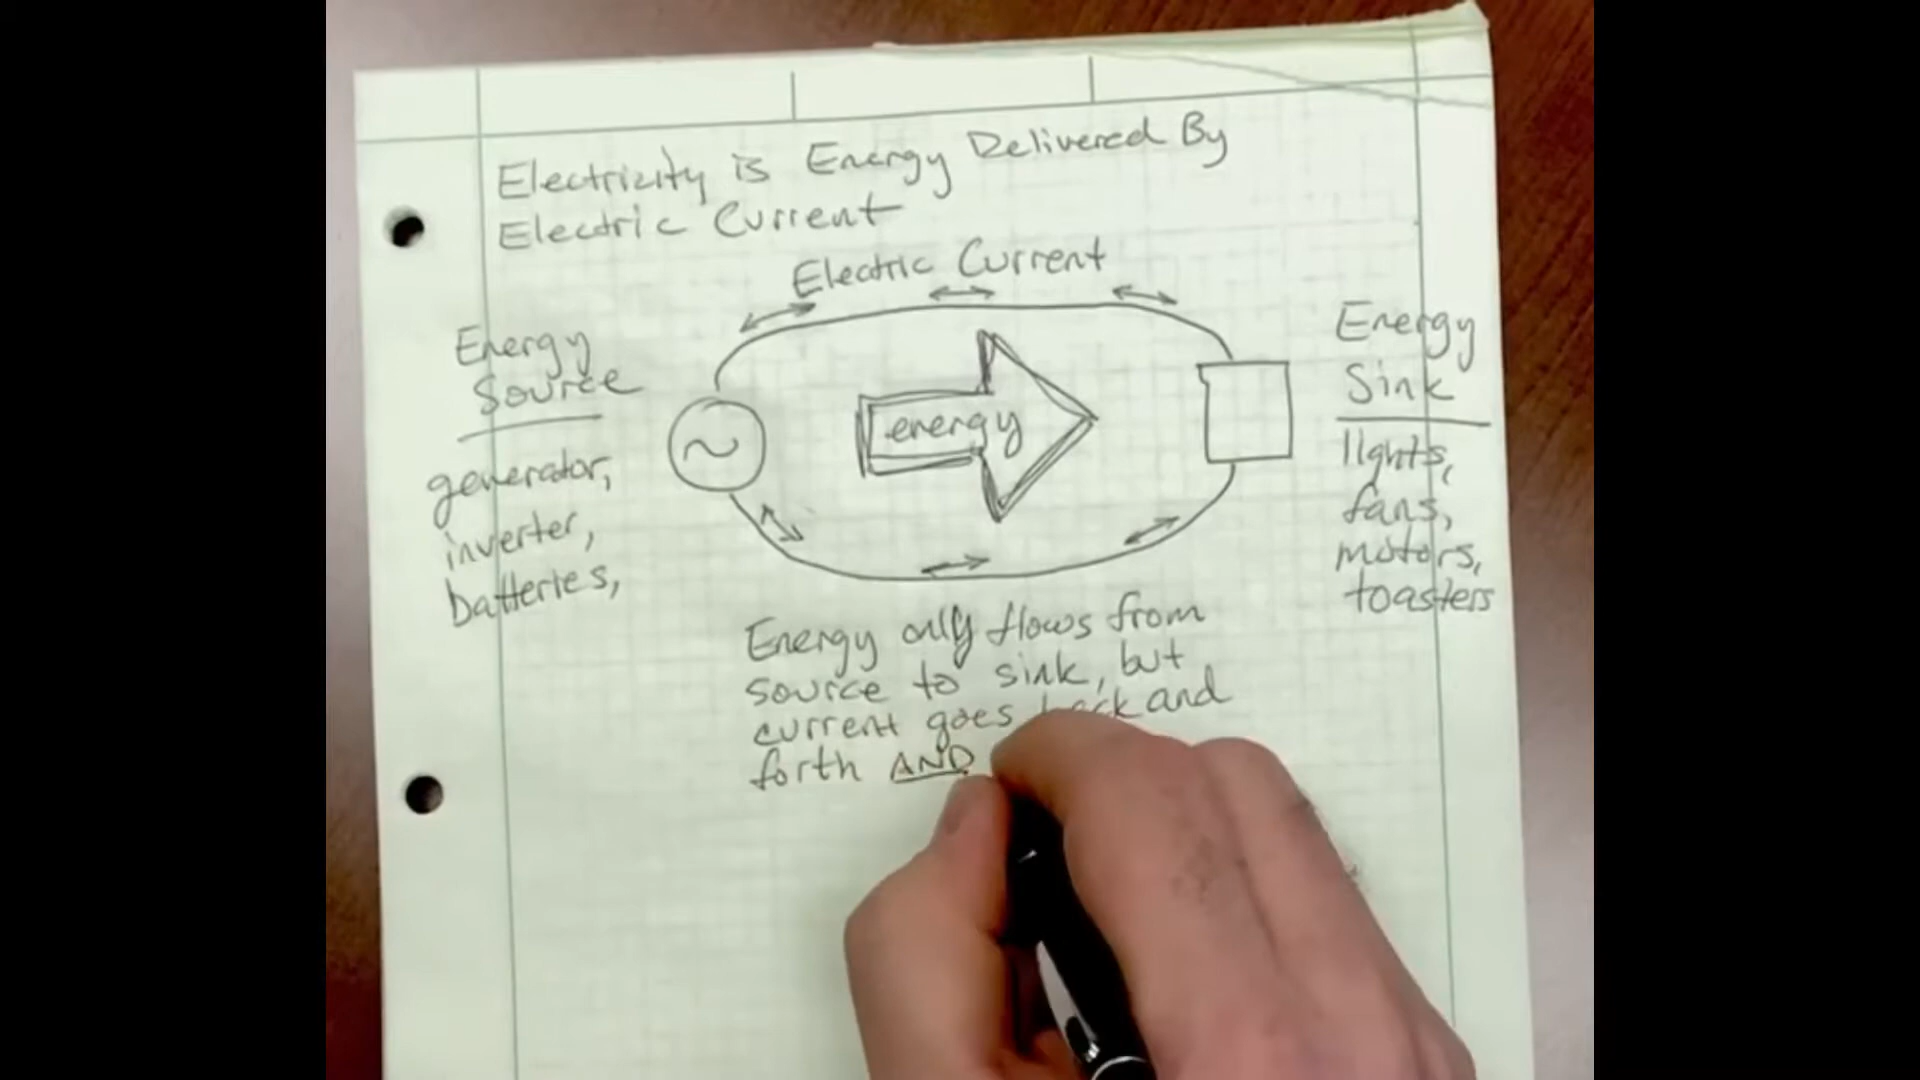 Electricity is Energy Delivered By
Electric Current
Electric Current
Energy
Source
generator,
inverter,
batteries,
energy
Energy
Sink
lights,
fans,
motors,
toasters
Energy only flows from
source to sink, but
current goes back and
forth AND